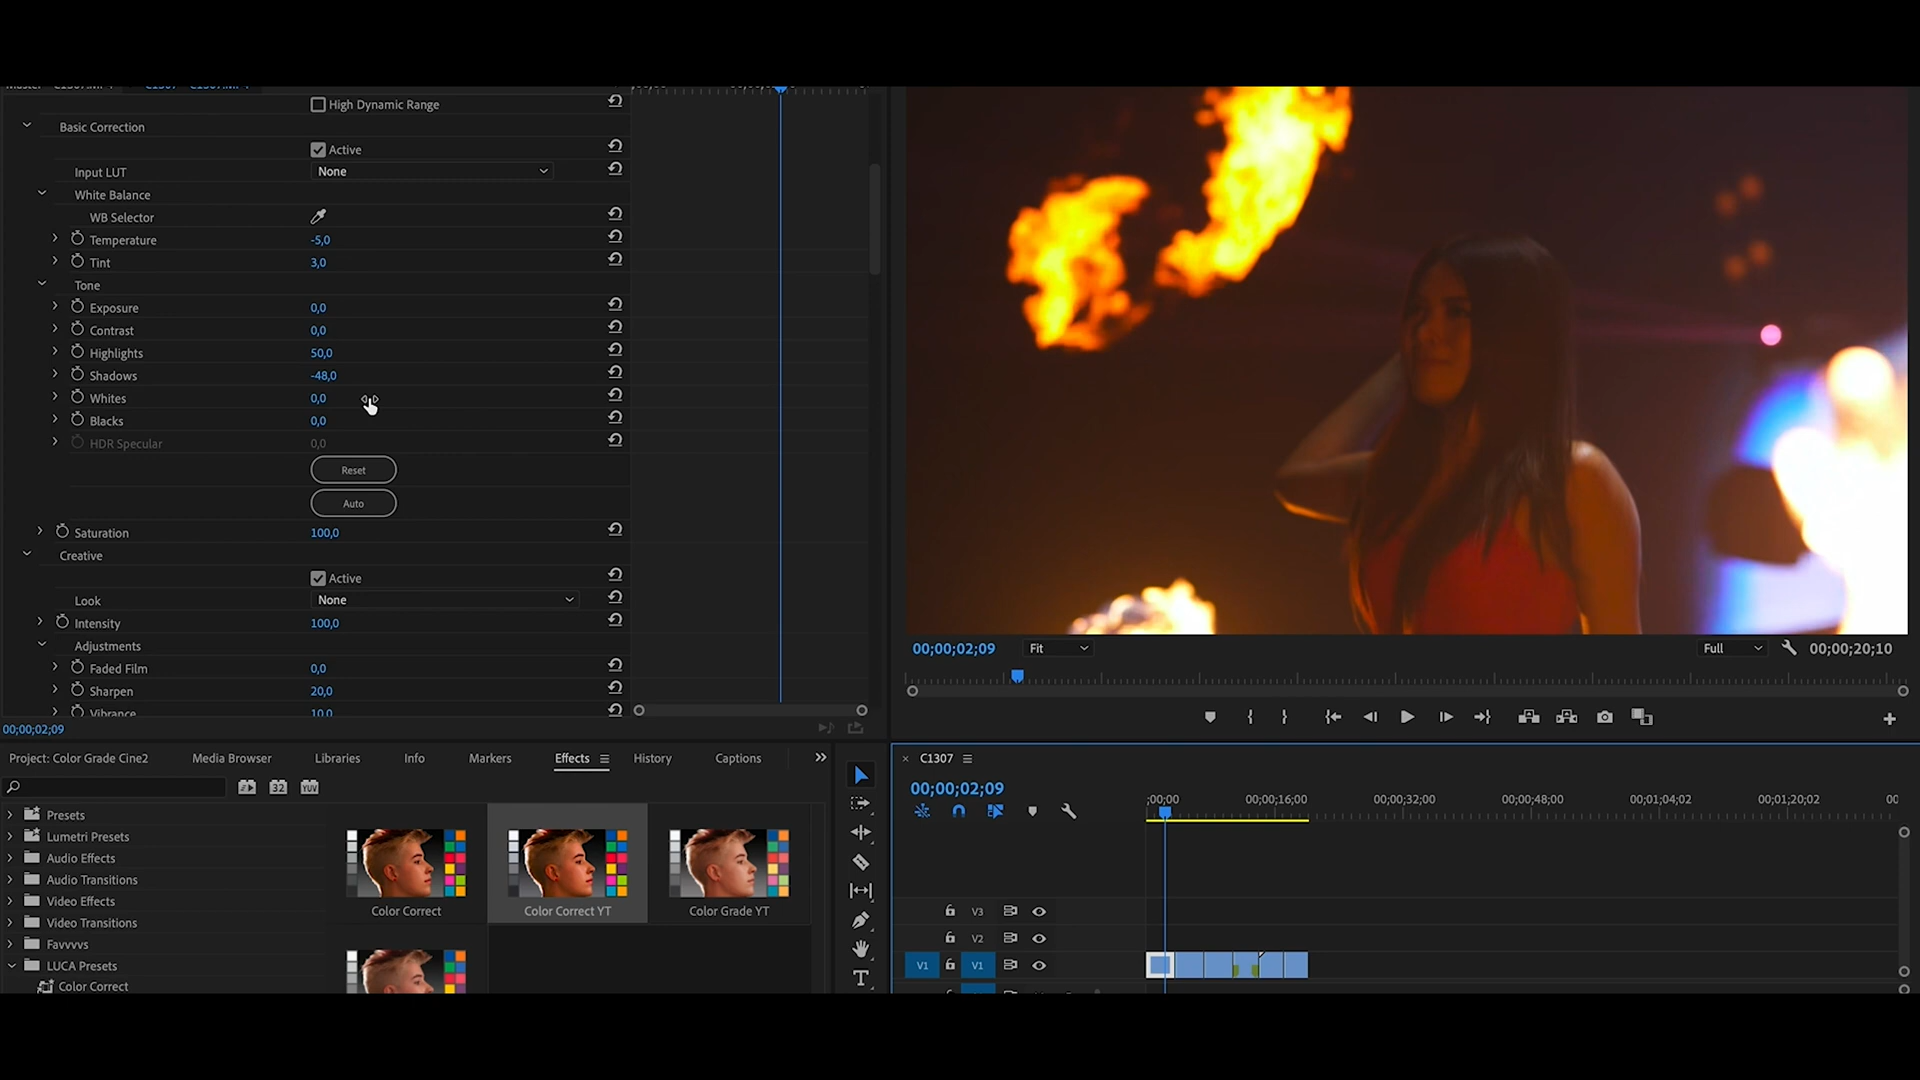 High Dynamic Range
Basic Correction
Active
Input LUT None
White Balance
WB Selector
Temperature -5,0
Tint 3,0
Tone
Exposure 0,0
Contrast 0,0
Highlights 50,0
Shadows -48,0
Whites 0,0
Blacks 0,0
HDR Specular 0,0
Reset
Auto
Saturation 100,0
Creative
Active
Look None
Intensity 100,0
Adjustments
Faded Film 0,0
Sharpen 20,0
Vibrance 10,0
00;00;02;09
00;00;02;09 Fit Full 00;00;20;10
Project: Color Grade Cine2 Media Browser Libraries Info Markers Effects History Captions
32 YUV
Presets
Lumetri Presets
Audio Effects
Audio Transitions
Video Effects
Video Transitions
Favvvvs
LUCA Presets
Color Correct
Color Correct Color Correct YT Color Grade YT
C1307
00;00;02;09
;00;00 00;00;16;00 00;00;32;00 00;00;48;00 00;01;04;02 00;01;20;02 00
V3
V2
V1 V1